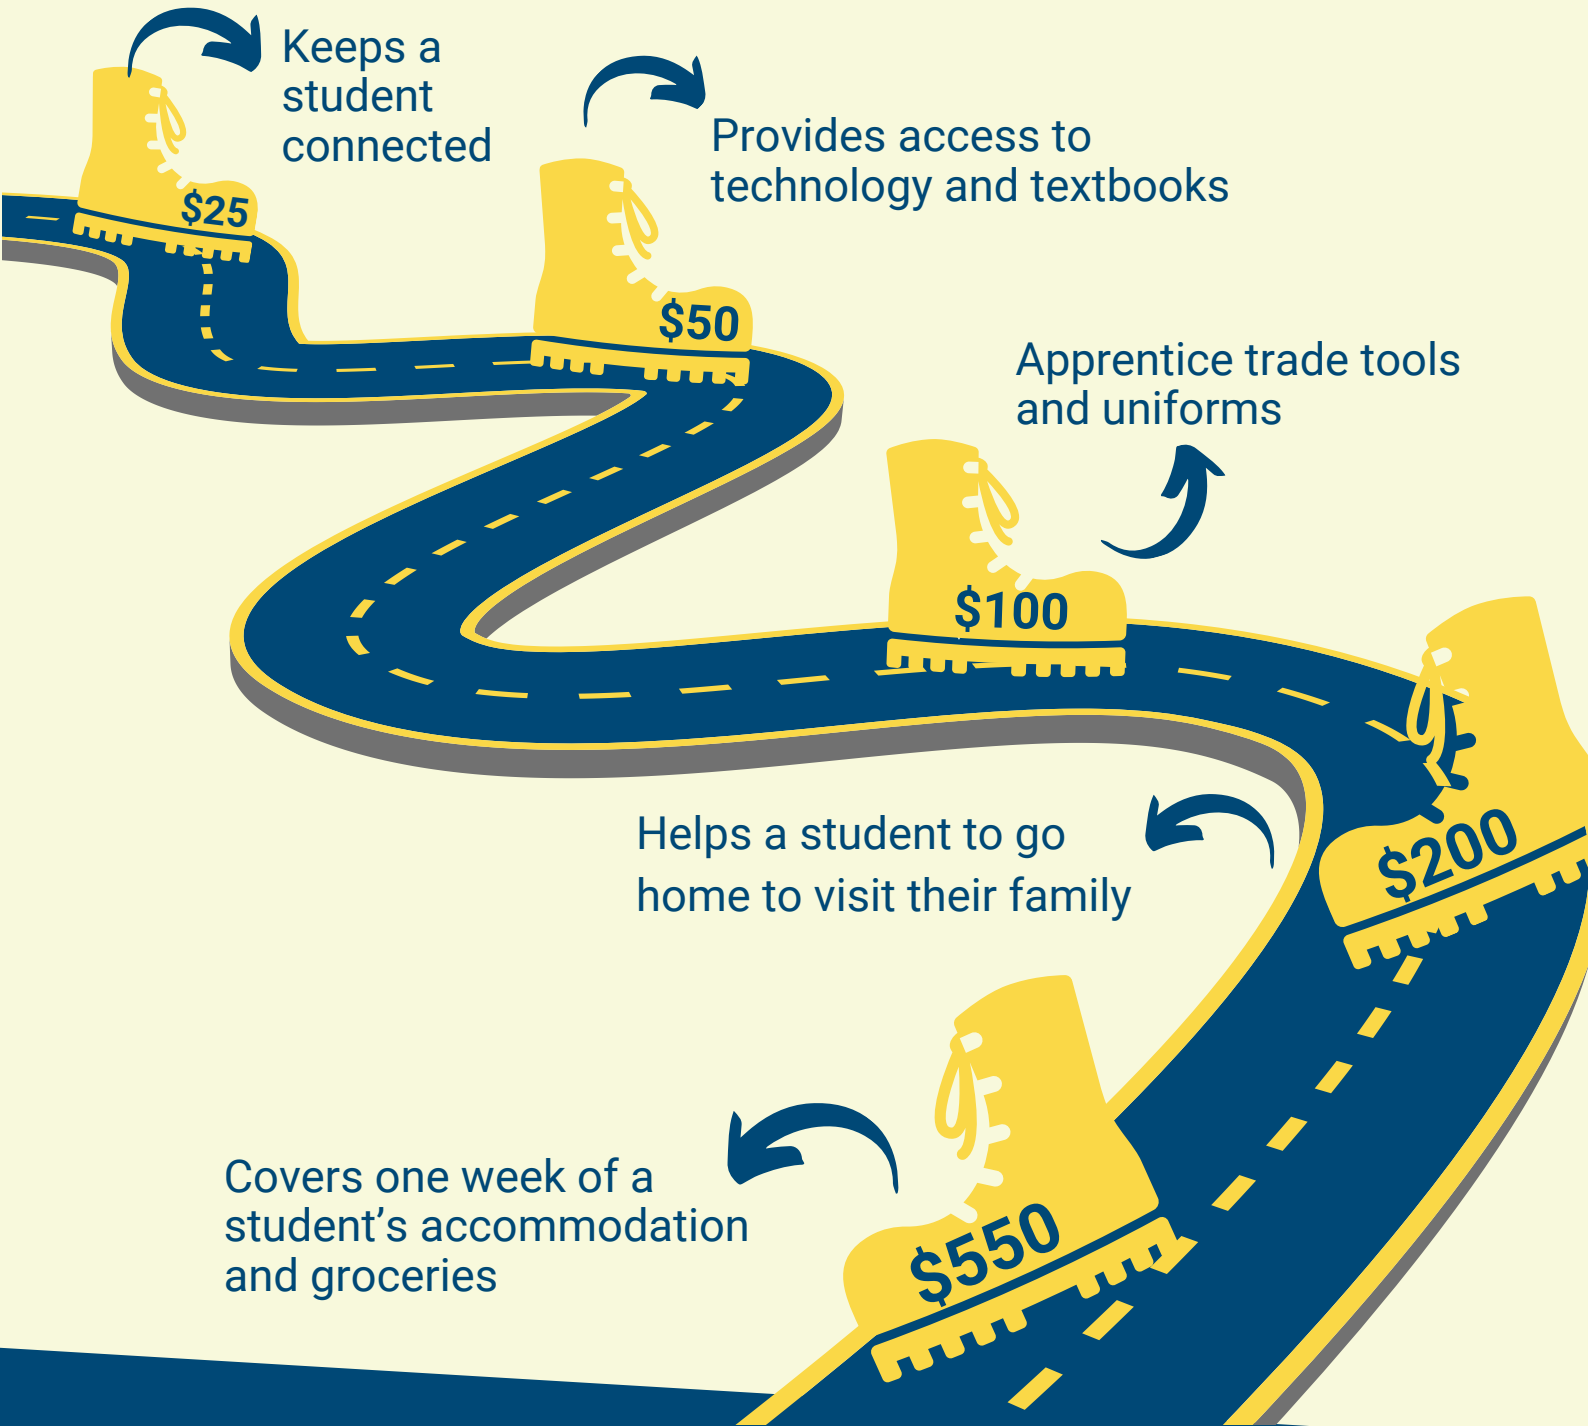 Keeps a
student
connected
$25
Provides access to
technology and textbooks
$50
Apprentice trade tools
and uniforms
$100
Helps a student to go
home to visit their family
$200
Covers one week of a
student’s accommodation
and groceries
$550